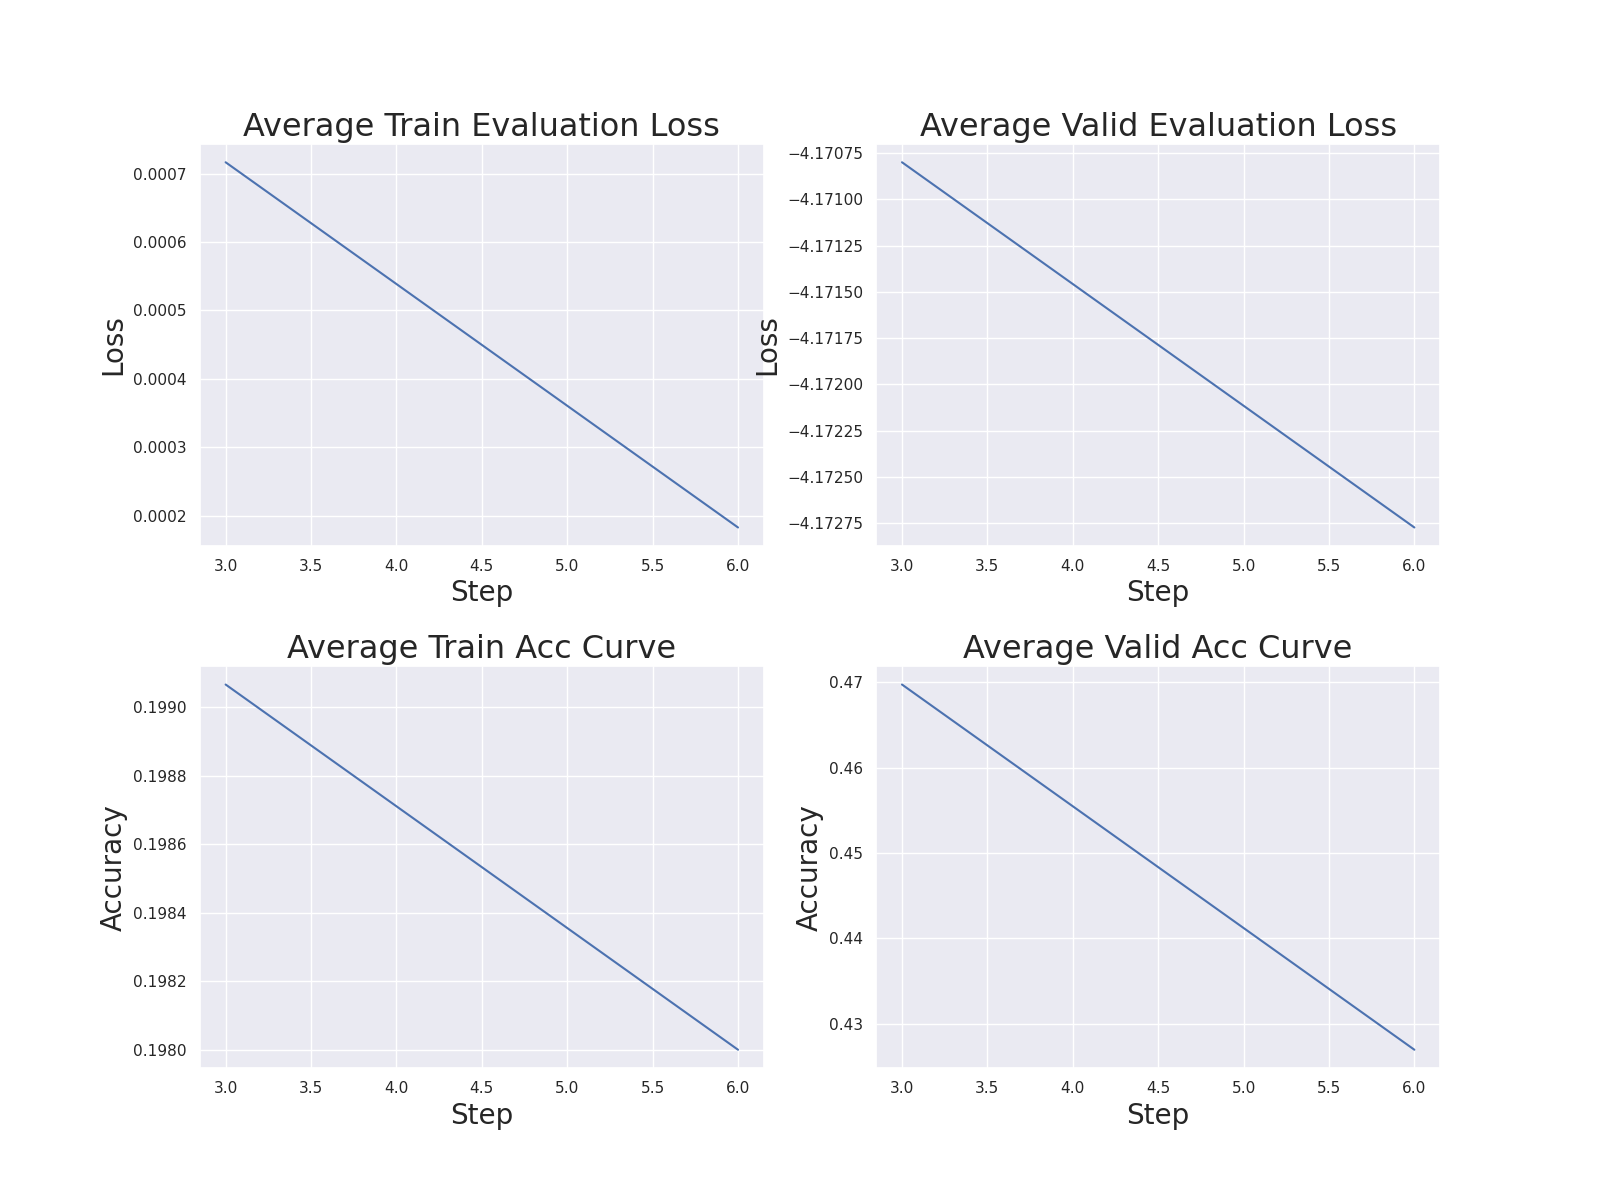 Average Train Evaluation Loss
0.0007
0.0006
0.0005
0.0004
0.0003
0.0002
Loss
3.0 3.5 4.0 4.5 5.0 5.5 6.0
Step
Average Valid Evaluation Loss
−4.17075
−4.17100
−4.17125
−4.17150
−4.17175
−4.17200
−4.17225
−4.17250
−4.17275
Loss
3.0 3.5 4.0 4.5 5.0 5.5 6.0
Step
Average Train Acc Curve
0.1990
0.1988
0.1986
0.1984
0.1982
0.1980
Accuracy
3.0 3.5 4.0 4.5 5.0 5.5 6.0
Step
Average Valid Acc Curve
0.47
0.46
0.45
0.44
0.43
Accuracy
3.0 3.5 4.0 4.5 5.0 5.5 6.0
Step